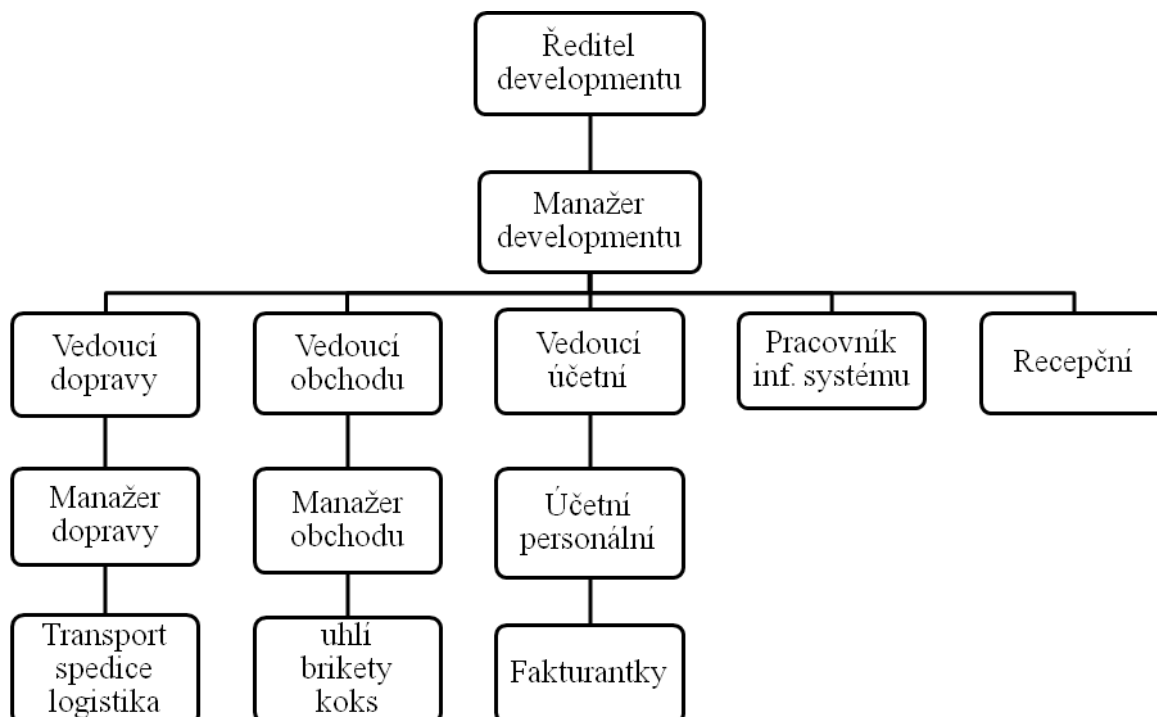 Ředitel
developmentu
Manažer
developmentu
Vedoucí
dopravy
Vedoucí
obchodu
Vedoucí
účetní
Pracovník
inf. systému
Recepční
Manažer
dopravy
Manažer
obchodu
Účetní
personální
Transport
spedice
logistika
uhlí
brikety
koks
Fakturantky